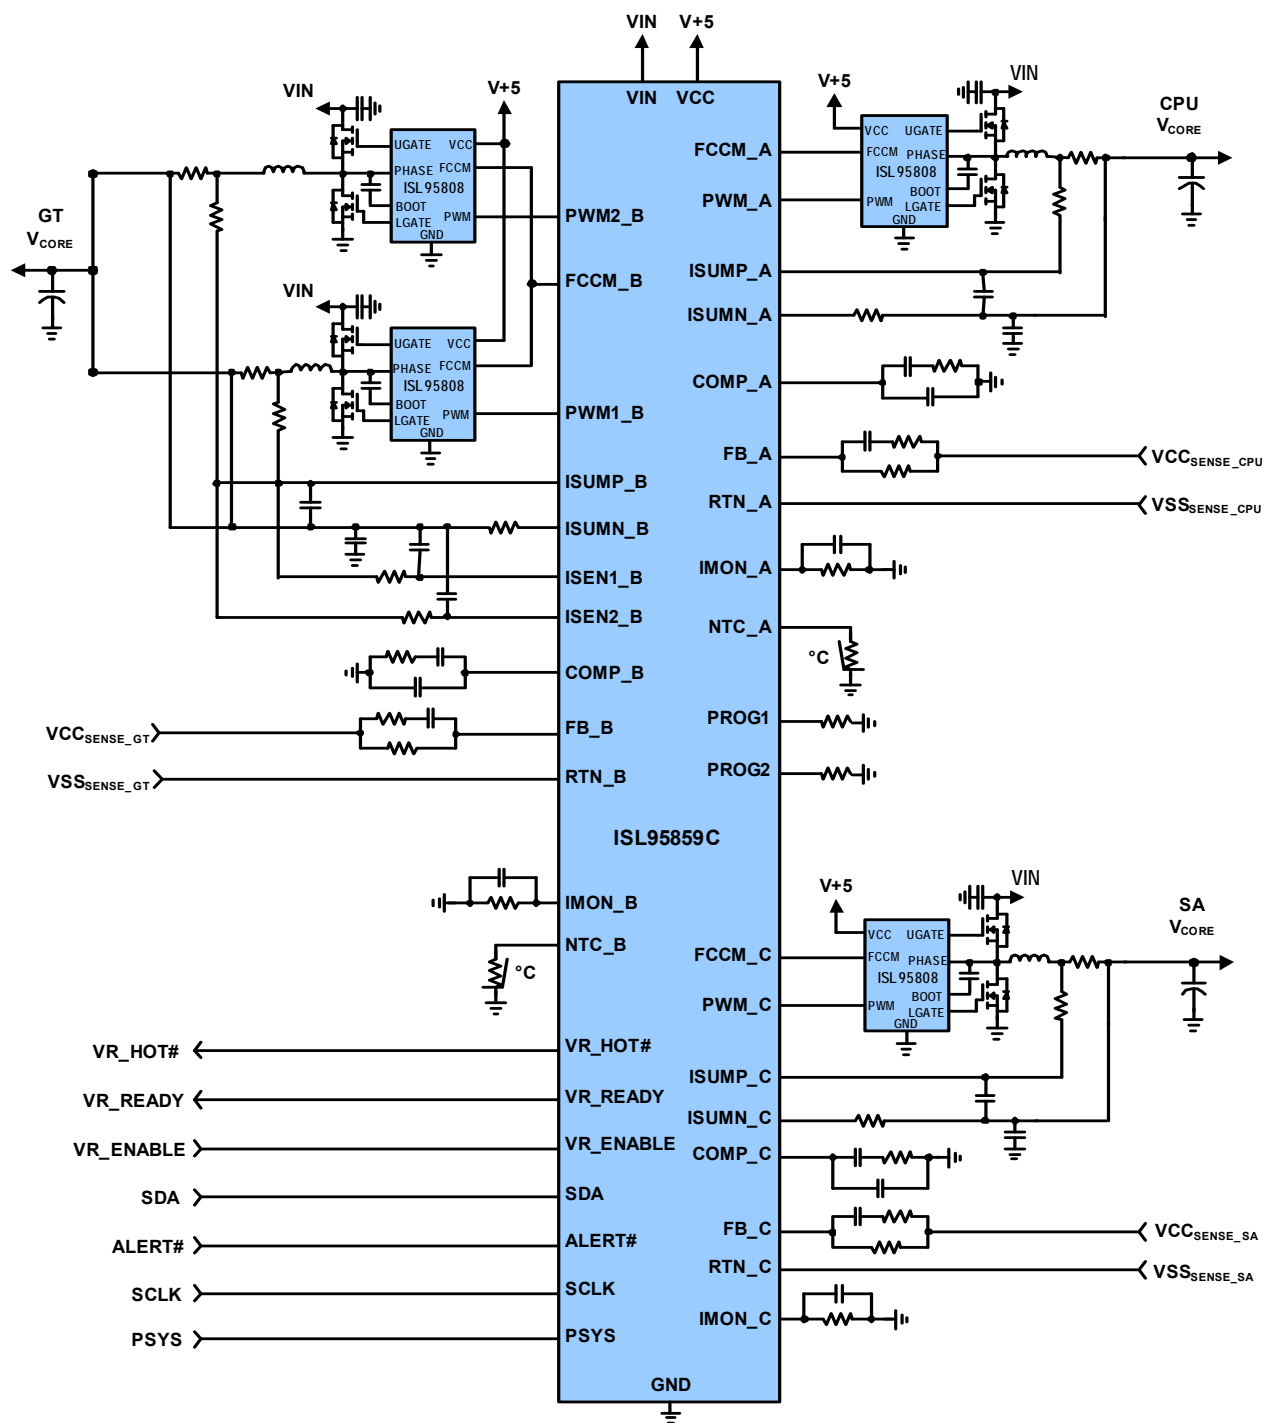 VIN
V+5
VIN
VCC
VIN
V+5
UGATE
VCC
PHASE
FCCM
ISL95808
BOOT
LGATE
PWM
GND
GT
VCORE
VIN
UGATE
VCC
PHASE
FCCM
ISL95808
BOOT
LGATE
PWM
GND
PWM2_B
FCCM_B
PWM1_B
ISUMP_B
ISUMN_B
ISEN1_B
ISEN2_B
COMP_B
VCCSENSE_GT
FB_B
VSSSENSE_GT
RTN_B
ISL95859C
IMON_B
NTC_B
°C
VR_HOT#
VR_HOT#
VR_READY
VR_READY
VR_ENABLE
VR_ENABLE
SDA
SDA
ALERT#
ALERT#
SCLK
SCLK
PSYS
PSYS
GND
V+5
VIN
CPU
VCORE
VCC
UGATE
FCCM
PHASE
ISL95808
BOOT
PWM
LGATE
GND
FCCM_A
PWM_A
ISUMP_A
ISUMN_A
COMP_A
FB_A
VCCSENSE_CPU
RTN_A
VSSSENSE_CPU
IMON_A
NTC_A
°C
PROG1
PROG2
V+5
VIN
SA
VCORE
VCC
UGATE
FCCM
PHASE
ISL95808
BOOT
PWM
LGATE
GND
FCCM_C
PWM_C
ISUMP_C
ISUMN_C
COMP_C
FB_C
VCCSENSE_SA
RTN_C
VSSSENSE_SA
IMON_C